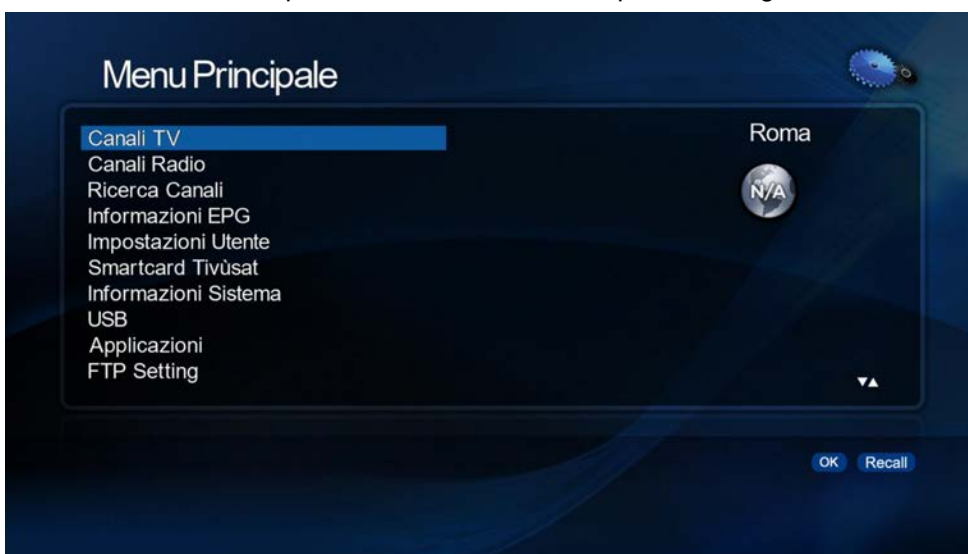 Menu Principale
Canali TV
Roma
Canali Radio
Ricerca Canali
N/A
Informazioni EPG
Impostazioni Utente
Smartcard Tivùsat
Informazioni Sistema
USB
Applicazioni
FTP Setting
OK Recall